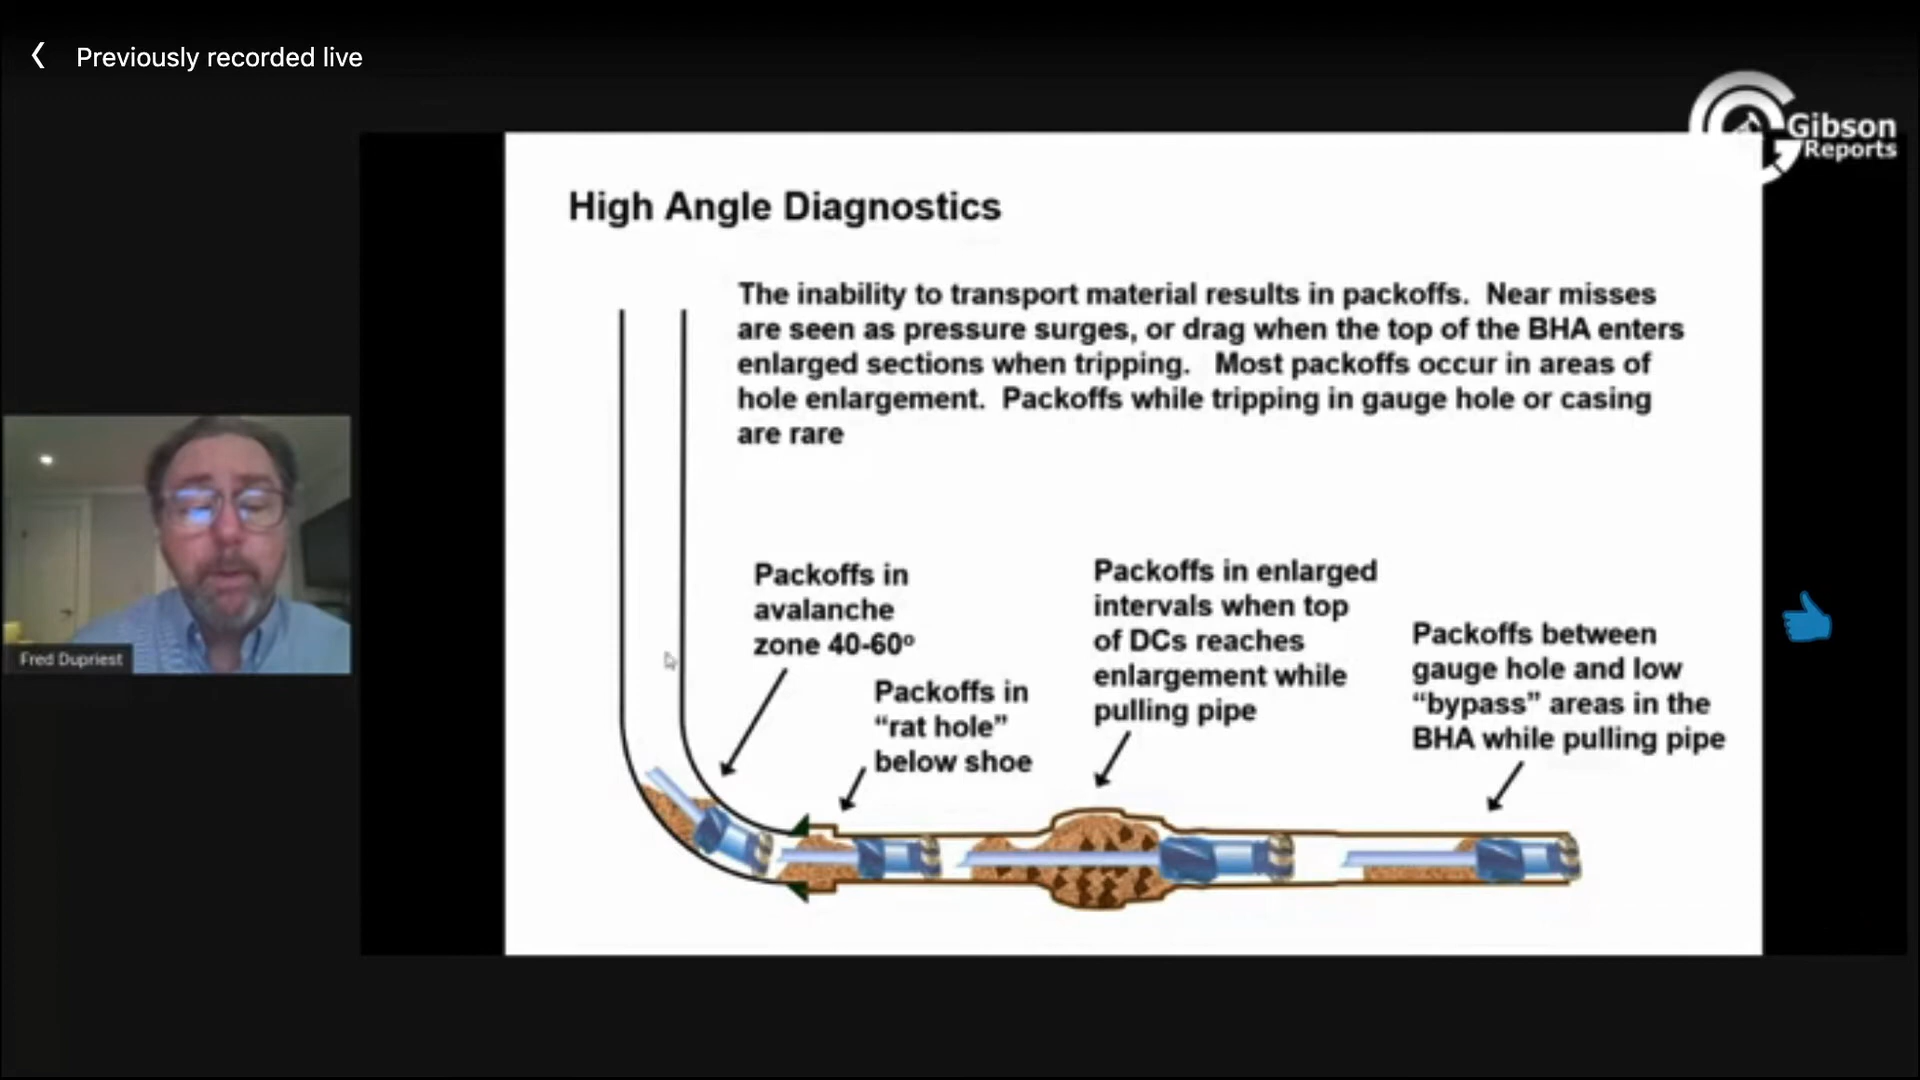 Previously recorded live
Gibson
Reports
High Angle Diagnostics
The inability to transport material results in packoffs. Near misses
are seen as pressure surges, or drag when the top of the BHA enters
enlarged sections when tripping. Most packoffs occur in areas of
hole enlargement. Packoffs while tripping in gauge hole or casing
are rare
Packoffs in
avalanche
zone 40-60º
Packoffs in
“rat hole”
below shoe
Packoffs in enlarged
intervals when top
of DCs reaches
enlargement while
pulling pipe
Packoffs between
gauge hole and low
“bypass” areas in the
BHA while pulling pipe
Fred Dupriest